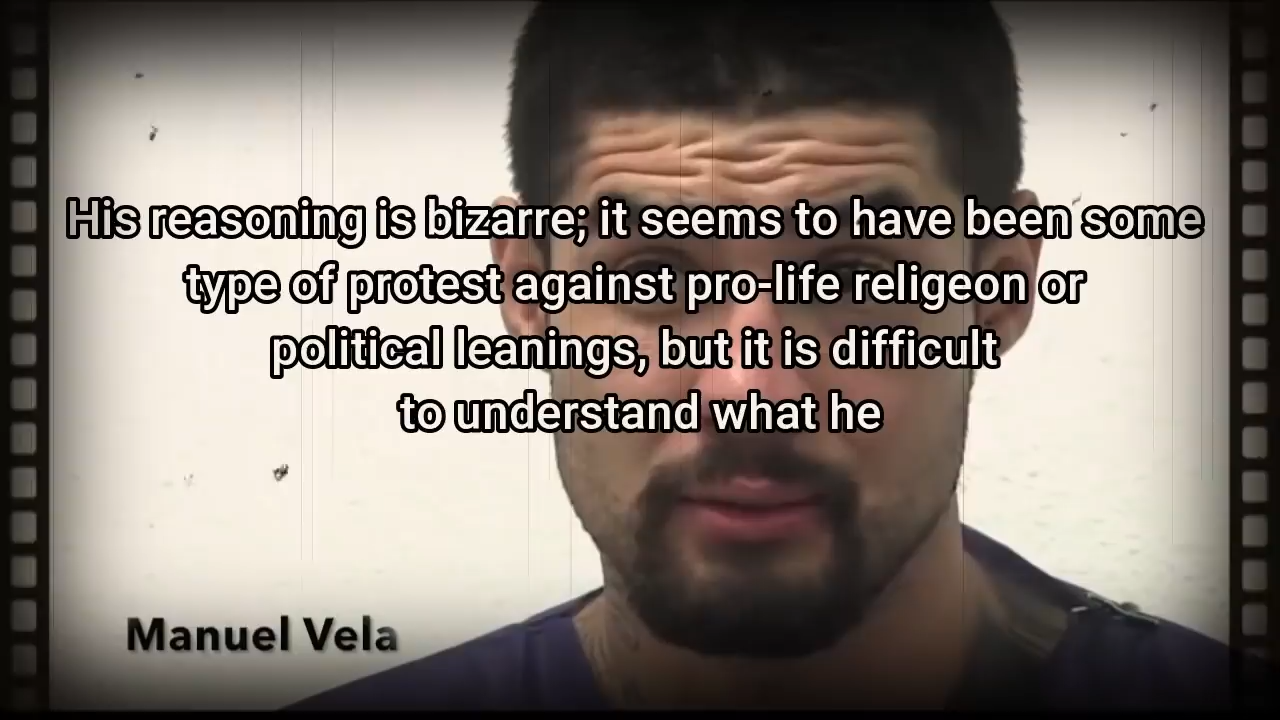 His reasoning is bizarre; it seems to have been some
type of protest against pro-life religeon or
political leanings, but it is difficult
to understand what he
Manuel Vela